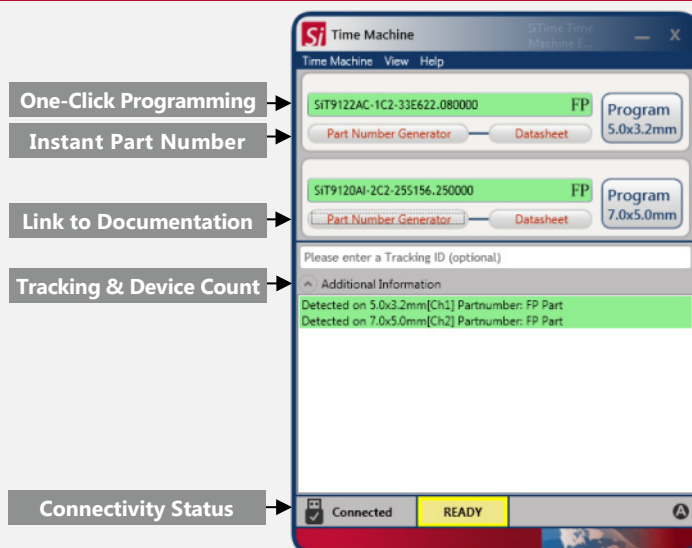 Si Time Machine
SiTime Time
Machine E...
Time Machine View Help
One-Click Programming
SiT9122AC-1C2-33E622.080000 FP
Program
5.0x3.2mm
Instant Part Number
Part Number Generator Datasheet
SiT9120AI-2C2-25S156.250000 FP
Program
7.0x5.0mm
Link to Documentation
Part Number Generator Datasheet
Please enter a Tracking ID (optional)
Tracking & Device Count
Additional Information
Detected on 5.0x3.2mm[Ch1] Partnumber: FP Part
Detected on 7.0x5.0mm[Ch2] Partnumber: FP Part
Connectivity Status
Connected READY
A